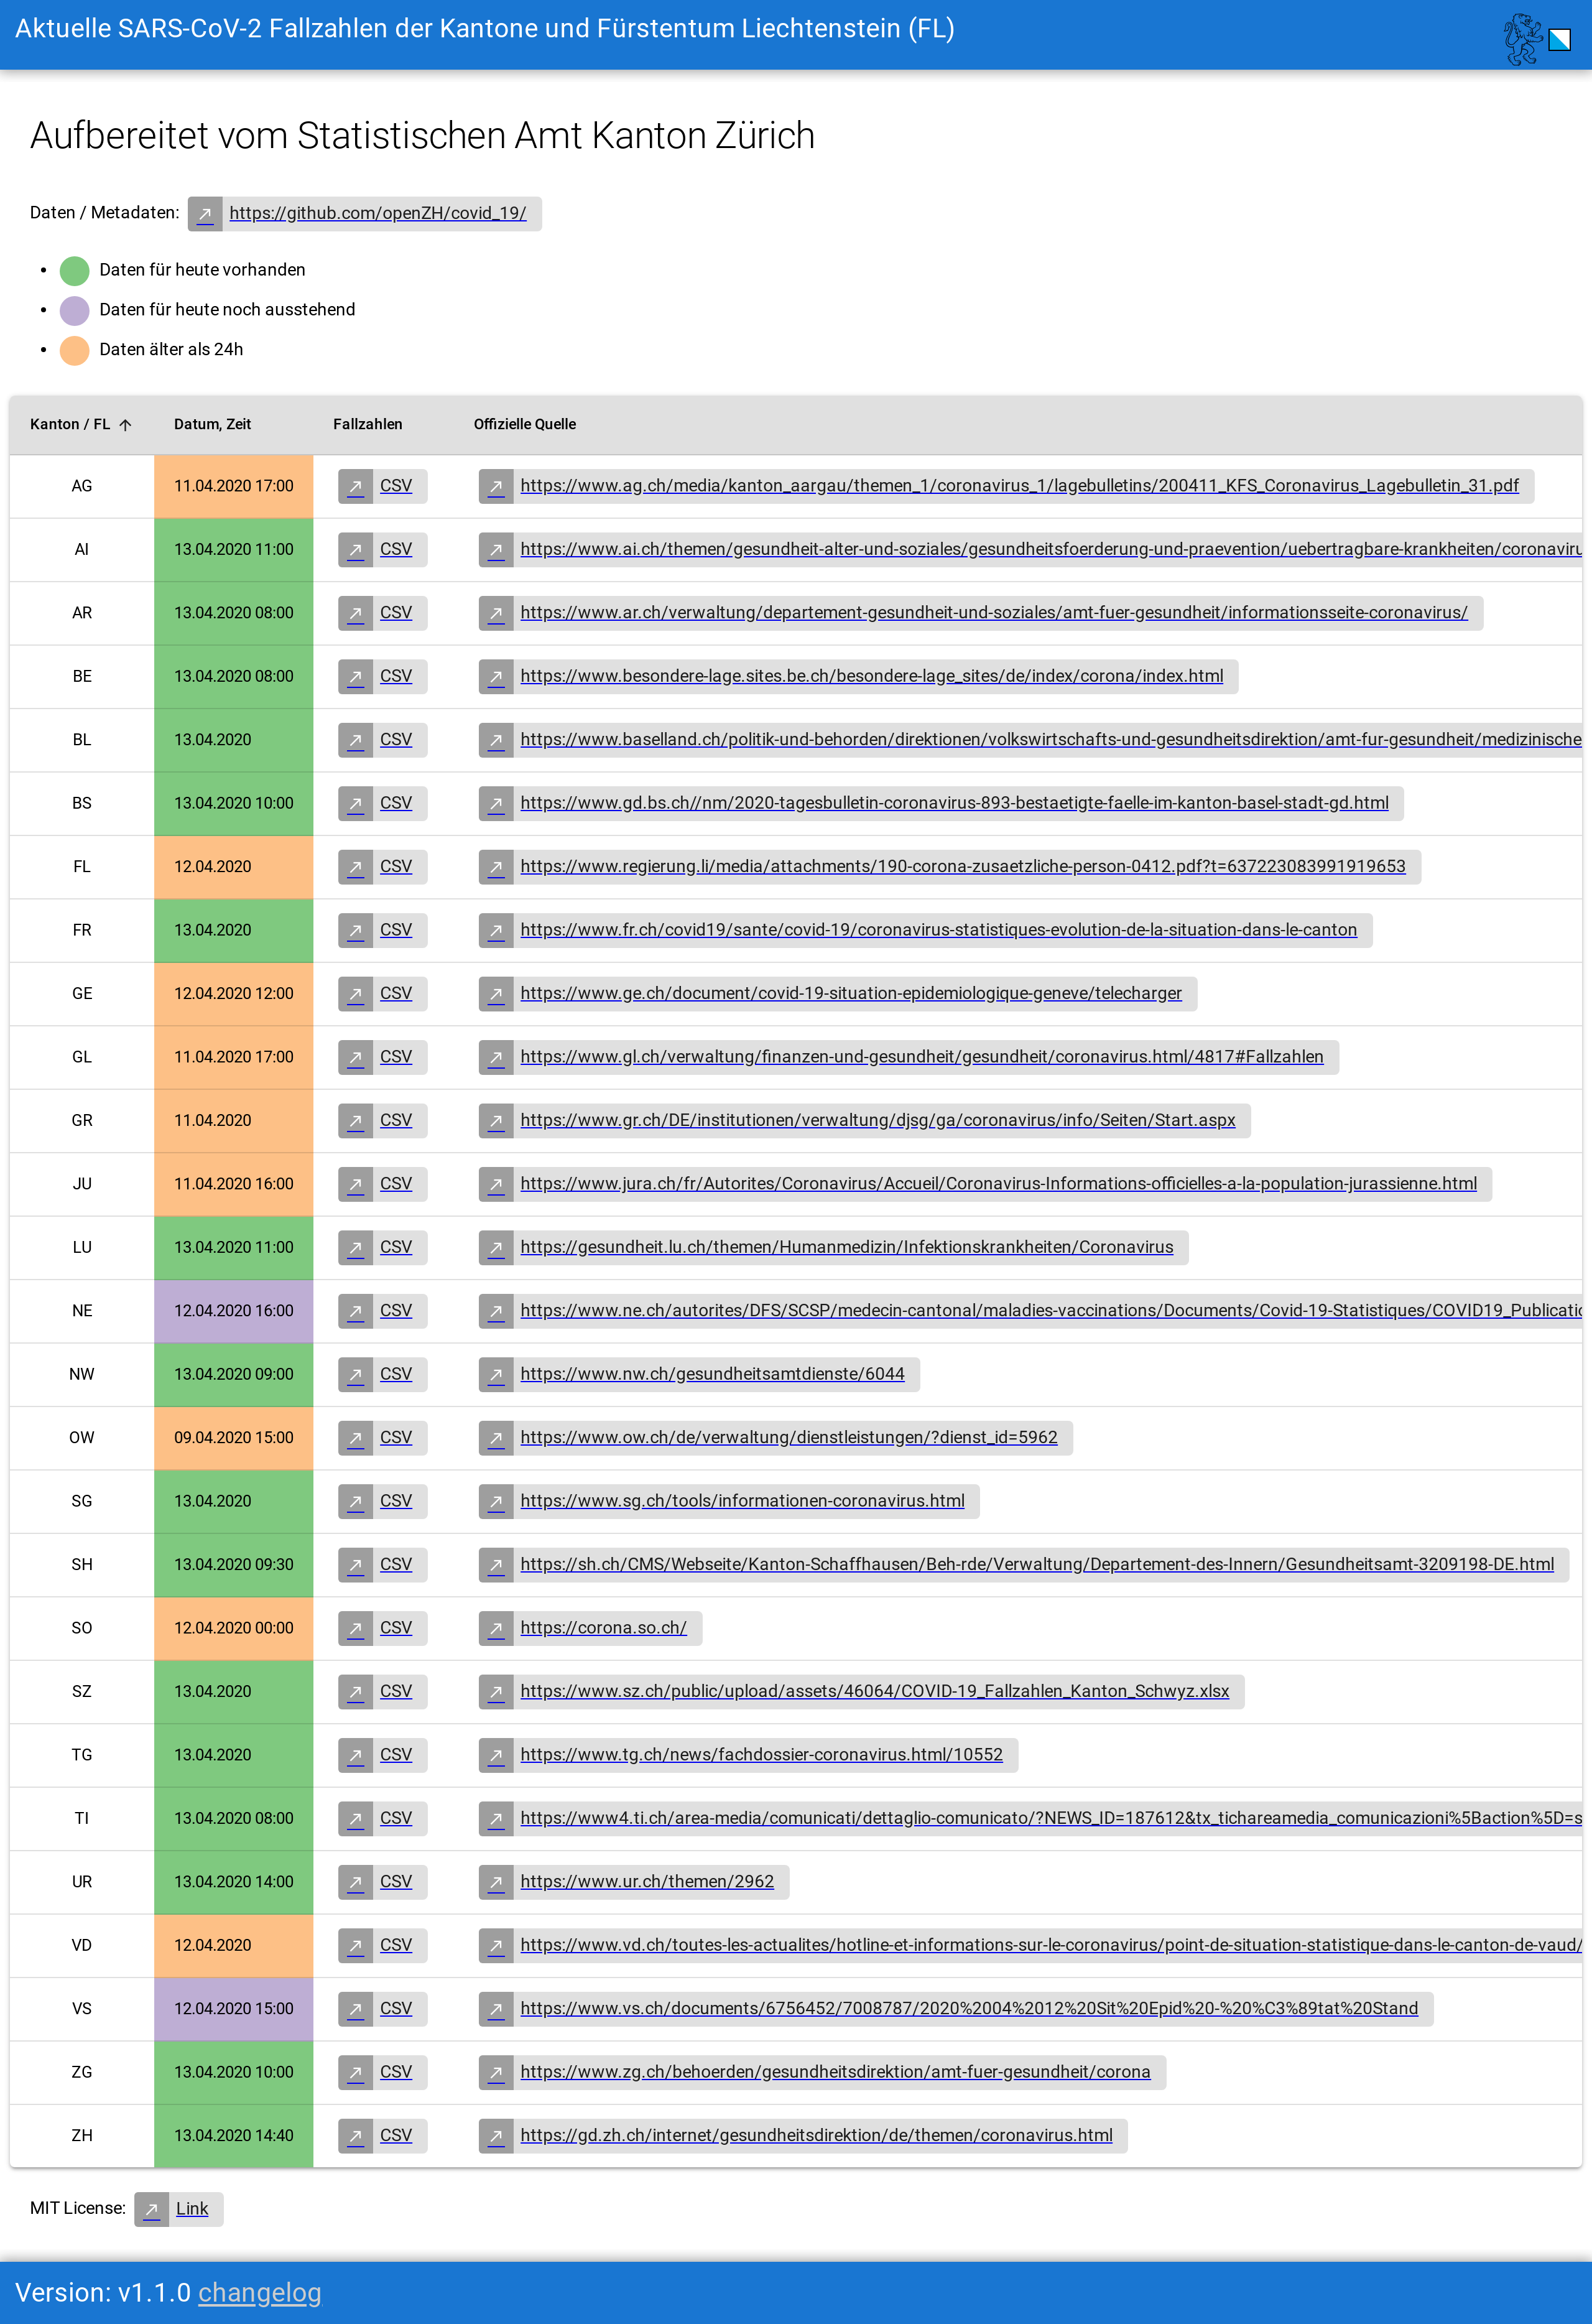 Aktuelle SARS-CoV-2 Fallzahlen der Kantone und Fürstentum Liechtenstein (FL)
Aufbereitet vom Statistischen Amt Kanton Zürich
Daten / Metadaten: https://github.com/openZH/covid_19/
Daten für heute vorhanden
Daten für heute noch ausstehend
Daten älter als 24h
Kanton / FL Datum, Zeit Fallzahlen Offizielle Quelle
AG 11.04.2020 17:00 CSV https://www.ag.ch/media/kanton_aargau/themen_1/coronavirus_1/lagebulletins/200411_KFS_Coronavirus_Lagebulletin_31.pdf
AI 13.04.2020 11:00 CSV https://www.ai.ch/themen/gesundheit-alter-und-soziales/gesundheitsfoerderung-und-praevention/uebertragbare-krankheiten/coronaviru
AR 13.04.2020 08:00 CSV https://www.ar.ch/verwaltung/departement-gesundheit-und-soziales/amt-fuer-gesundheit/informationsseite-coronavirus/
BE 13.04.2020 08:00 CSV https://www.besondere-lage.sites.be.ch/besondere-lage_sites/de/index/corona/index.html
BL 13.04.2020 CSV https://www.baselland.ch/politik-und-behorden/direktionen/volkswirtschafts-und-gesundheitsdirektion/amt-fur-gesundheit/medizinische
BS 13.04.2020 10:00 CSV https://www.gd.bs.ch//nm/2020-tagesbulletin-coronavirus-893-bestaetigte-faelle-im-kanton-basel-stadt-gd.html
FL 12.04.2020 CSV https://www.regierung.li/media/attachments/190-corona-zusaetzliche-person-0412.pdf?t=637223083991919653
FR 13.04.2020 CSV https://www.fr.ch/covid19/sante/covid-19/coronavirus-statistiques-evolution-de-la-situation-dans-le-canton
GE 12.04.2020 12:00 CSV https://www.ge.ch/document/covid-19-situation-epidemiologique-geneve/telecharger
GL 11.04.2020 17:00 CSV https://www.gl.ch/verwaltung/finanzen-und-gesundheit/gesundheit/coronavirus.html/4817#Fallzahlen
GR 11.04.2020 CSV https://www.gr.ch/DE/institutionen/verwaltung/djsg/ga/coronavirus/info/Seiten/Start.aspx
JU 11.04.2020 16:00 CSV https://www.jura.ch/fr/Autorites/Coronavirus/Accueil/Coronavirus-Informations-officielles-a-la-population-jurassienne.html
LU 13.04.2020 11:00 CSV https://gesundheit.lu.ch/themen/Humanmedizin/Infektionskrankheiten/Coronavirus
NE 12.04.2020 16:00 CSV https://www.ne.ch/autorites/DFS/SCSP/medecin-cantonal/maladies-vaccinations/Documents/Covid-19-Statistiques/COVID19_Publicatio
NW 13.04.2020 09:00 CSV https://www.nw.ch/gesundheitsamtdienste/6044
OW 09.04.2020 15:00 CSV https://www.ow.ch/de/verwaltung/dienstleistungen/?dienst_id=5962
SG 13.04.2020 CSV https://www.sg.ch/tools/informationen-coronavirus.html
SH 13.04.2020 09:30 CSV https://sh.ch/CMS/Webseite/Kanton-Schaffhausen/Beh-rde/Verwaltung/Departement-des-Innern/Gesundheitsamt-3209198-DE.html
SO 12.04.2020 00:00 CSV https://corona.so.ch/
SZ 13.04.2020 CSV https://www.sz.ch/public/upload/assets/46064/COVID-19_Fallzahlen_Kanton_Schwyz.xlsx
TG 13.04.2020 CSV https://www.tg.ch/news/fachdossier-coronavirus.html/10552
TI 13.04.2020 08:00 CSV https://www4.ti.ch/area-media/comunicati/dettaglio-comunicato/?NEWS_ID=187612&tx_tichareamedia_comunicazioni%5Baction%5D=s
UR 13.04.2020 14:00 CSV https://www.ur.ch/themen/2962
VD 12.04.2020 CSV https://www.vd.ch/toutes-les-actualites/hotline-et-informations-sur-le-coronavirus/point-de-situation-statistique-dans-le-canton-de-vaud/
VS 12.04.2020 15:00 CSV https://www.vs.ch/documents/6756452/7008787/2020%2004%2012%20Sit%20Epid%20-%20%C3%89tat%20Stand
ZG 13.04.2020 10:00 CSV https://www.zg.ch/behoerden/gesundheitsdirektion/amt-fuer-gesundheit/corona
ZH 13.04.2020 14:40 CSV https://gd.zh.ch/internet/gesundheitsdirektion/de/themen/coronavirus.html
MIT License: Link
Version: v1.1.0 changelog